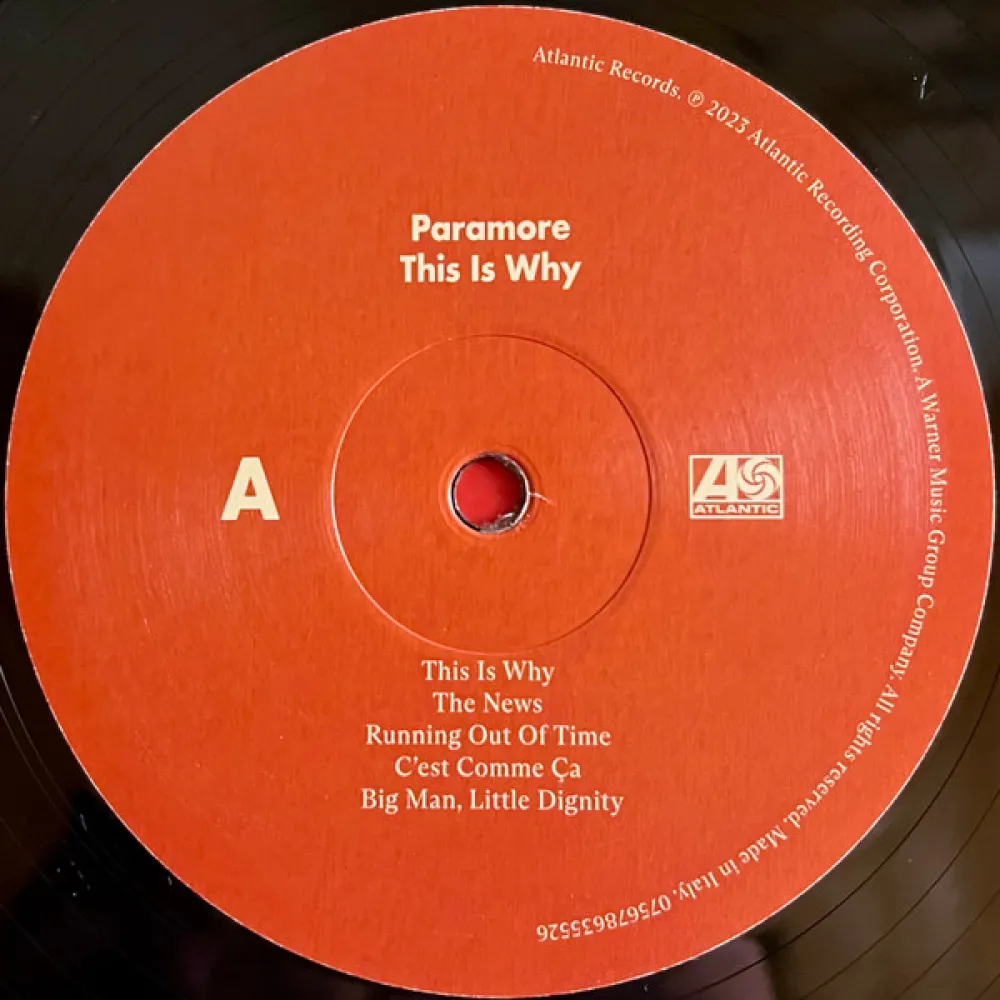 Atlantic Records. ℗ 2023 Atlantic Recording Corporation. A Warner Music Group Company. All rights reserved. Made in Italy. 075678635526
Paramore
This Is Why
A
ATLANTIC
This Is Why
The News
Running Out Of Time
C'est Comme Ça
Big Man, Little Dignity